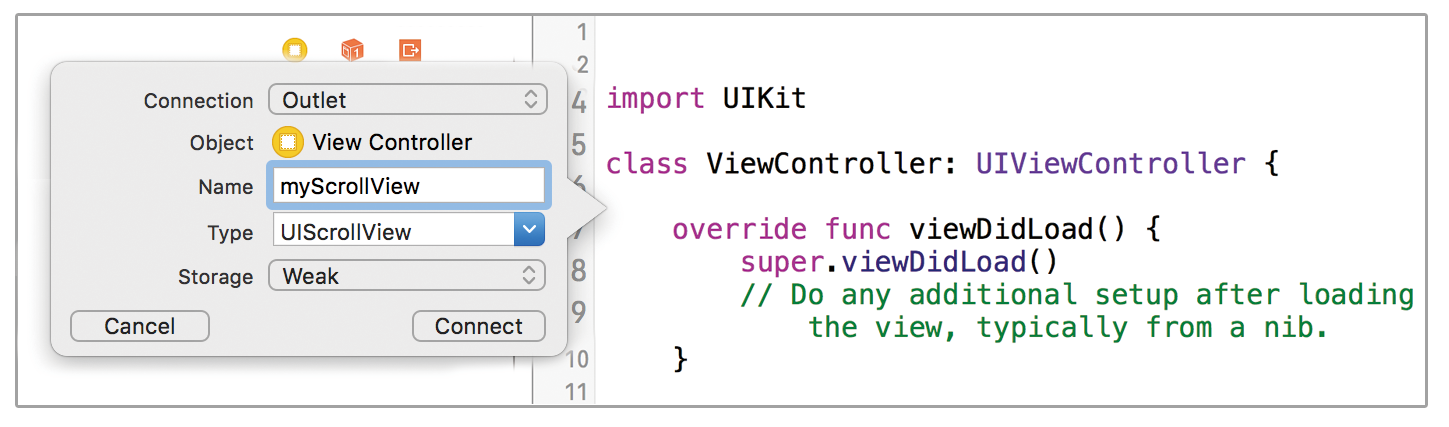 1
2
4 import UIKit
5 class ViewController: UIViewController {
6
7 override func viewDidLoad() {
8 super.viewDidLoad()
9 // Do any additional setup after loading
the view, typically from a nib.
10 }
11
Connection Outlet
Object View Controller
Name myScrollView
Type UIScrollView
Storage Weak
Cancel Connect